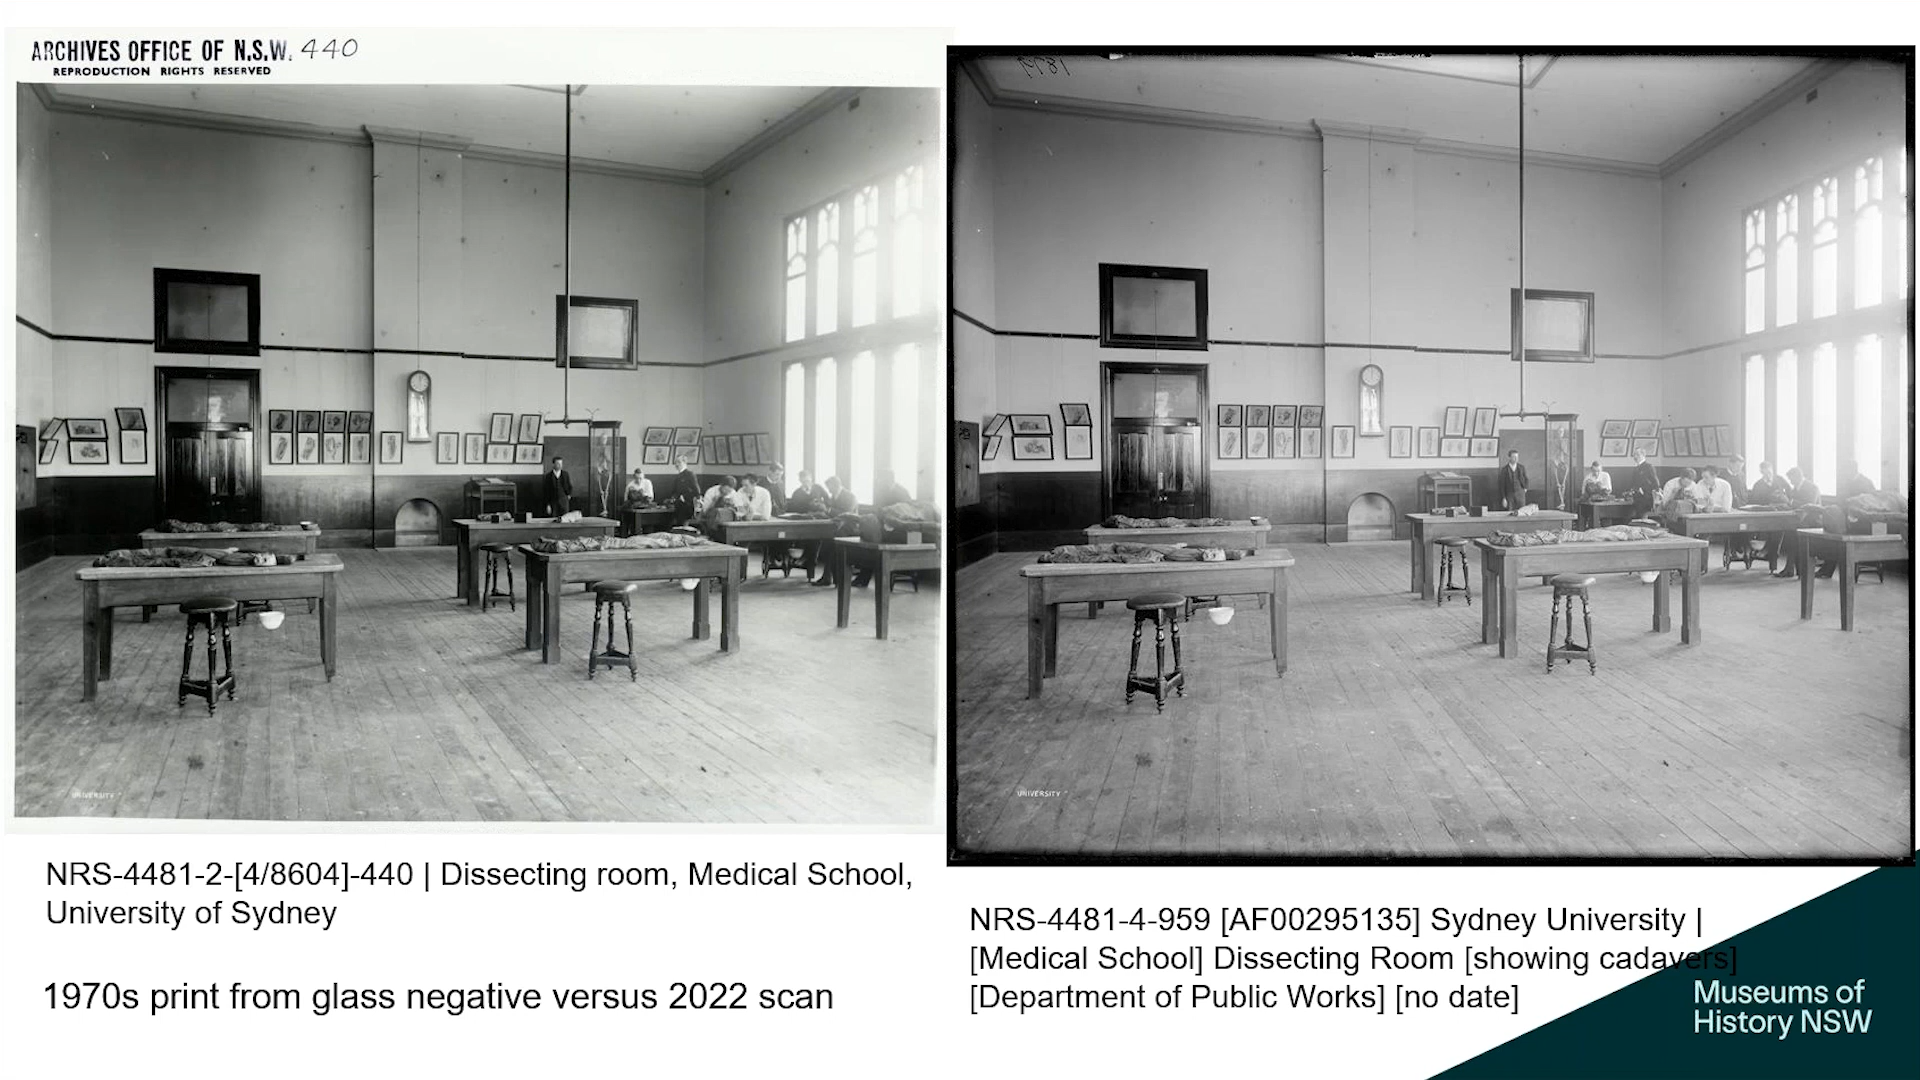 ARCHIVES OFFICE OF N.S.W. 440
REPRODUCTION RIGHTS RESERVED
UNIVERSITY
NRS-4481-2-[4/8604]-440 | Dissecting room, Medical School,
University of Sydney
1970s print from glass negative versus 2022 scan
UNIVERSITY
NRS-4481-4-959 [AF00295135] Sydney University |
[Medical School] Dissecting Room [showing cadavers]
[Department of Public Works] [no date]
Museums of
History NSW